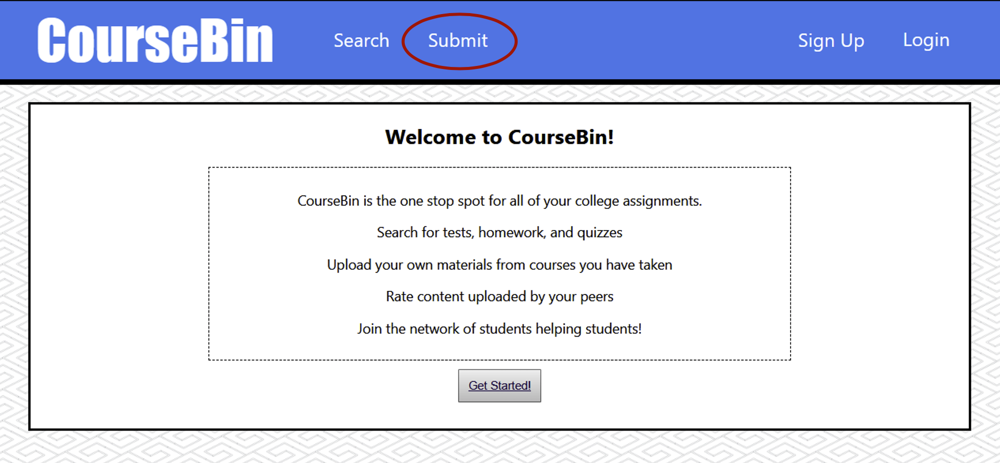 CourseBin Search Submit Sign Up Login
Welcome to CourseBin!
CourseBin is the one stop spot for all of your college assignments.
Search for tests, homework, and quizzes
Upload your own materials from courses you have taken
Rate content uploaded by your peers
Join the network of students helping students!
Get Started!